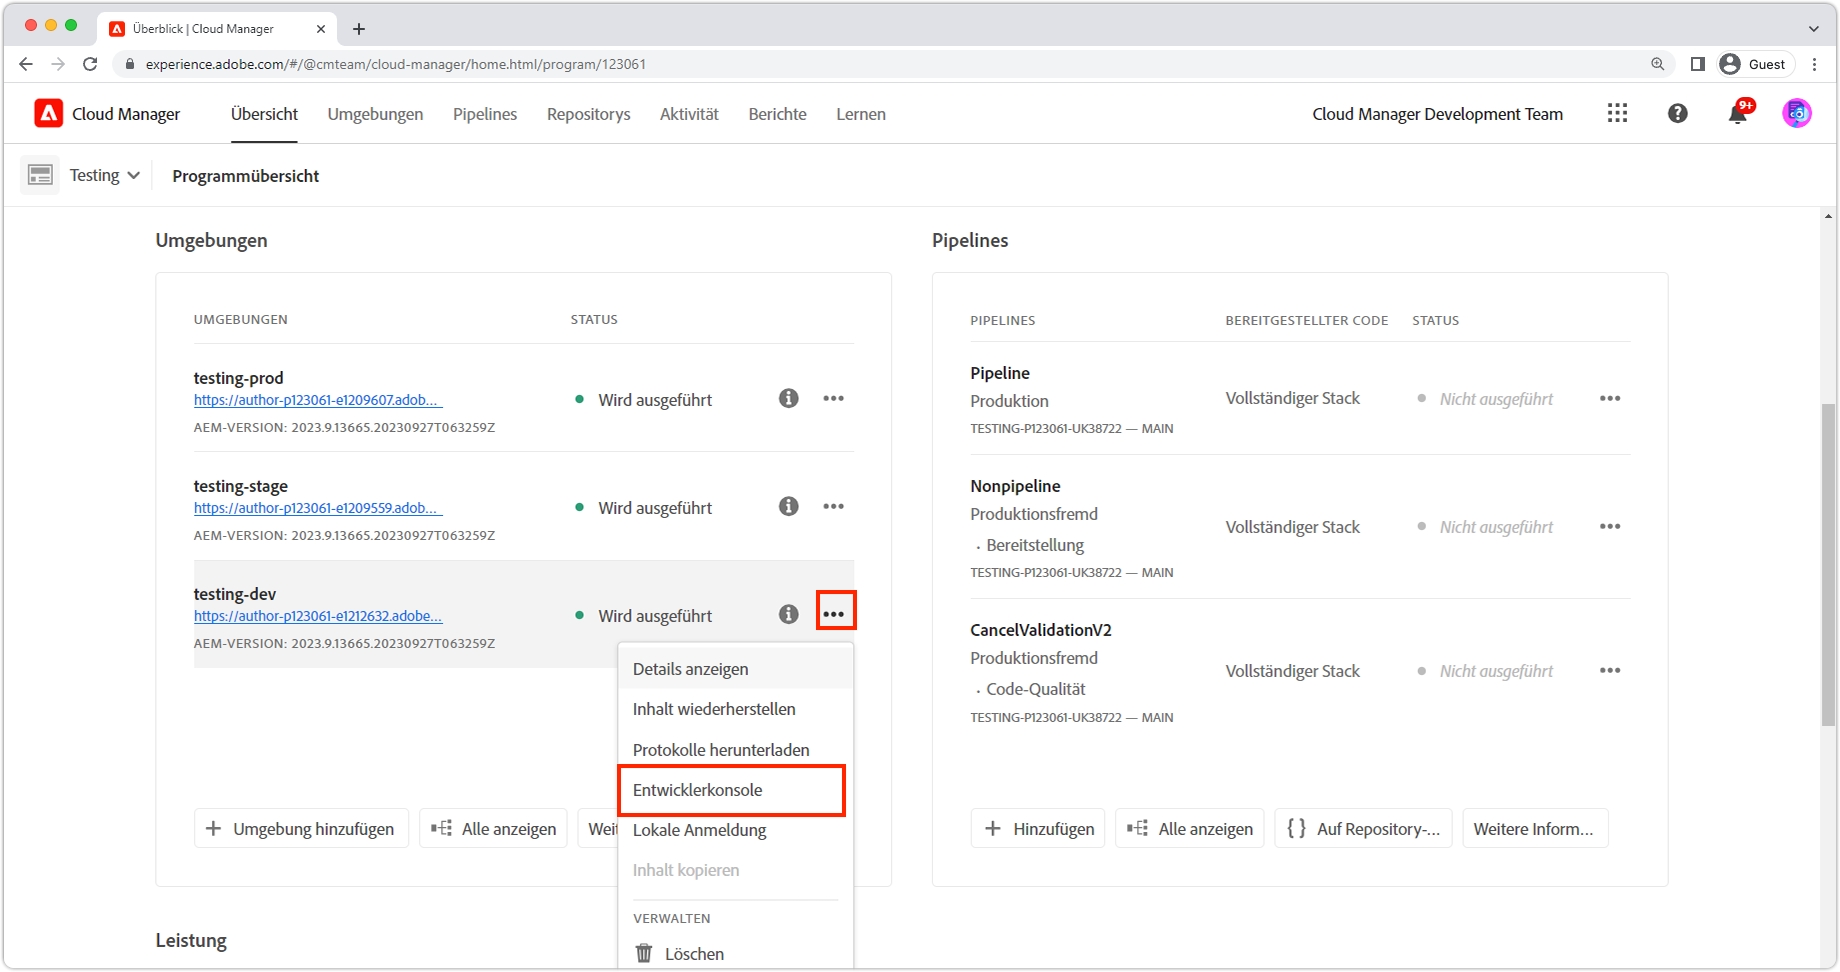 Überblick | Cloud Manager
experience.adobe.com/#/@cmteam/cloud-manager/home.html/program/123061
Guest
Cloud Manager
Übersicht
Umgebungen
Pipelines
Repositorys
Aktivität
Berichte
Lernen
Cloud Manager Development Team
9+
Testing
Programmübersicht
Umgebungen
UMGEBUNGEN STATUS
testing-prod
https://author-p123061-e1209607.adob...
Wird ausgeführt
AEM-VERSION: 2023.9.13665.20230927T063259Z
testing-stage
https://author-p123061-e1209559.adob...
Wird ausgeführt
AEM-VERSION: 2023.9.13665.20230927T063259Z
testing-dev
https://author-p123061-e1212632.adobe...
Wird ausgeführt
AEM-VERSION: 2023.9.13665.20230927T063259Z
Details anzeigen
Inhalt wiederherstellen
Protokolle herunterladen
Entwicklerkonsole
Lokale Anmeldung
Inhalt kopieren
VERWALTEN
Löschen
Umgebung hinzufügen
Alle anzeigen
Weit
Pipelines
PIPELINES BEREITGESTELLTER CODE STATUS
Pipeline
Produktion
TESTING-P123061-UK38722 — MAIN
Vollständiger Stack
Nicht ausgeführt
Nonpipeline
Produktionsfremd
· Bereitstellung
TESTING-P123061-UK38722 — MAIN
Vollständiger Stack
Nicht ausgeführt
CancelValidationV2
Produktionsfremd
· Code-Qualität
TESTING-P123061-UK38722 — MAIN
Vollständiger Stack
Nicht ausgeführt
Hinzufügen
Alle anzeigen
Auf Repository-...
Weitere Inform...
Leistung